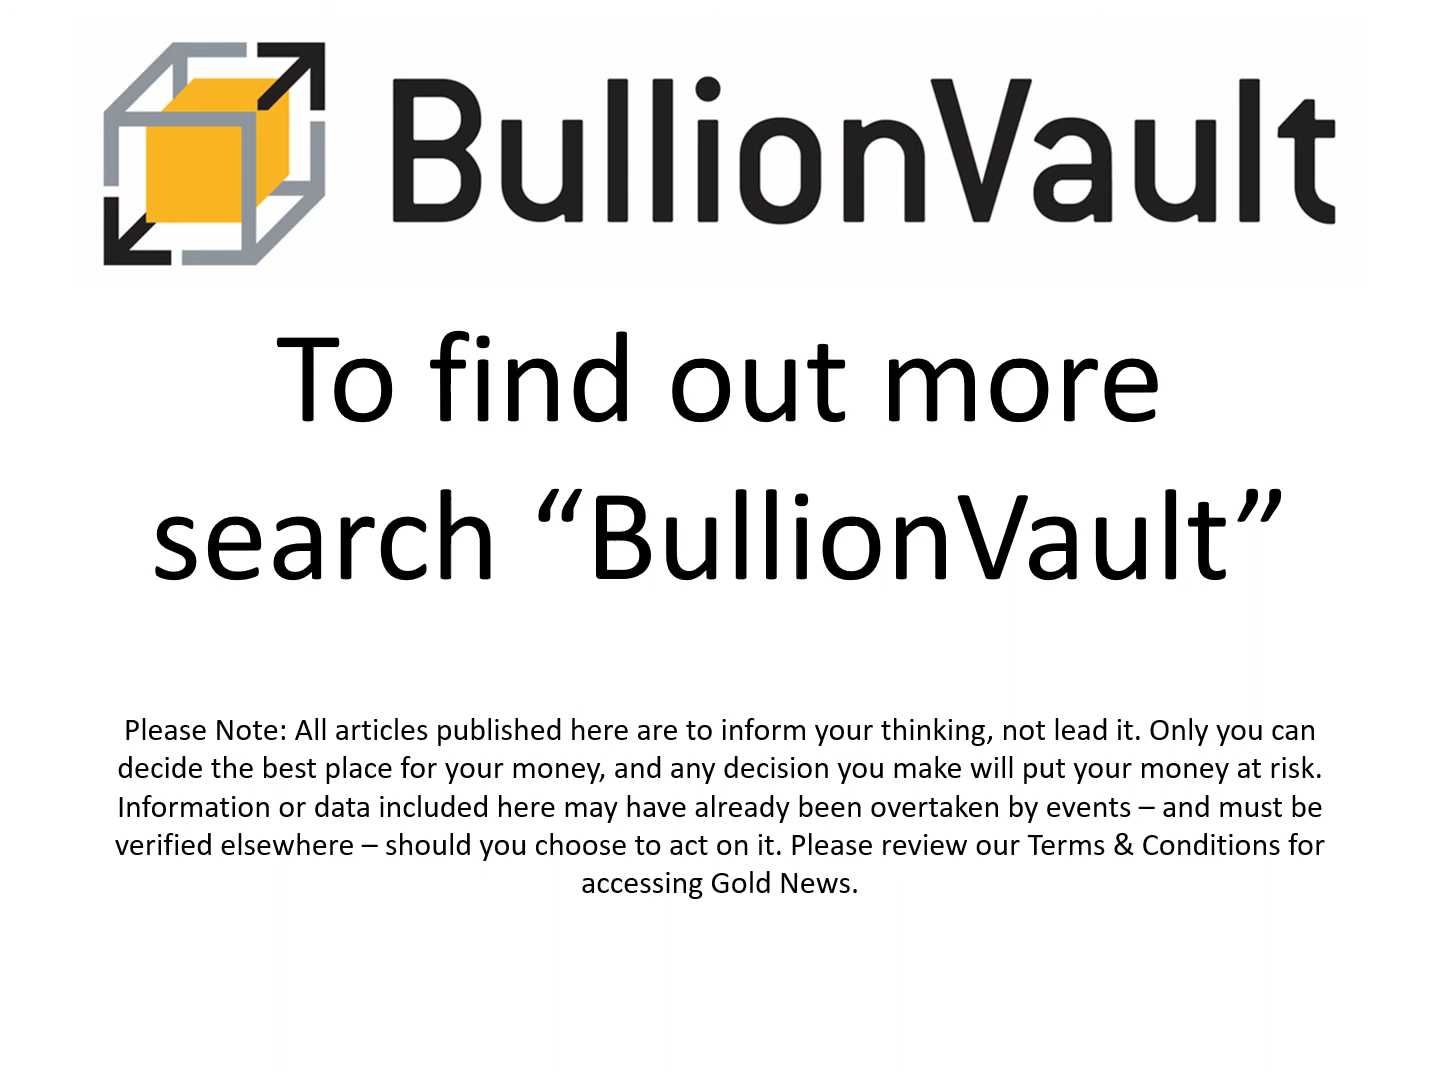 BullionVault
To find out more
search “BullionVault”
Please Note: All articles published here are to inform your thinking, not lead it. Only you can
decide the best place for your money, and any decision you make will put your money at risk.
Information or data included here may have already been overtaken by events – and must be
verified elsewhere – should you choose to act on it. Please review our Terms & Conditions for
accessing Gold News.